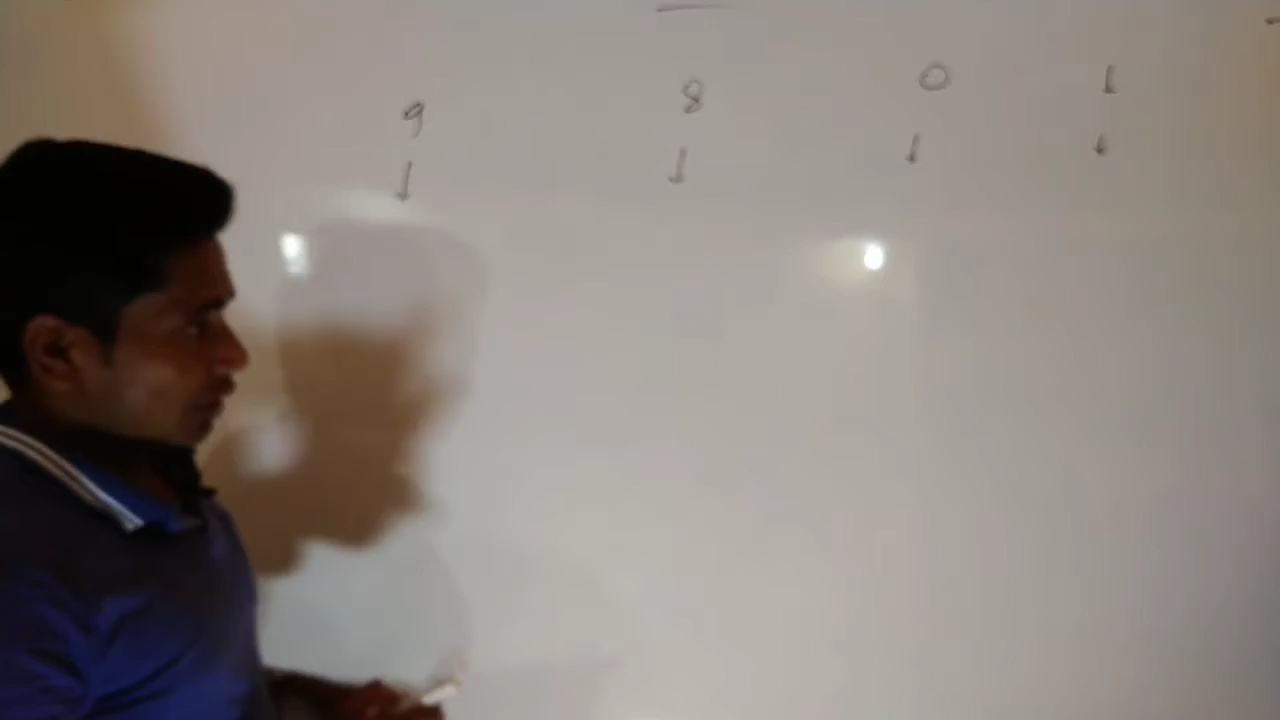 9 8 0 1
↓ ↓ ↓ ↓